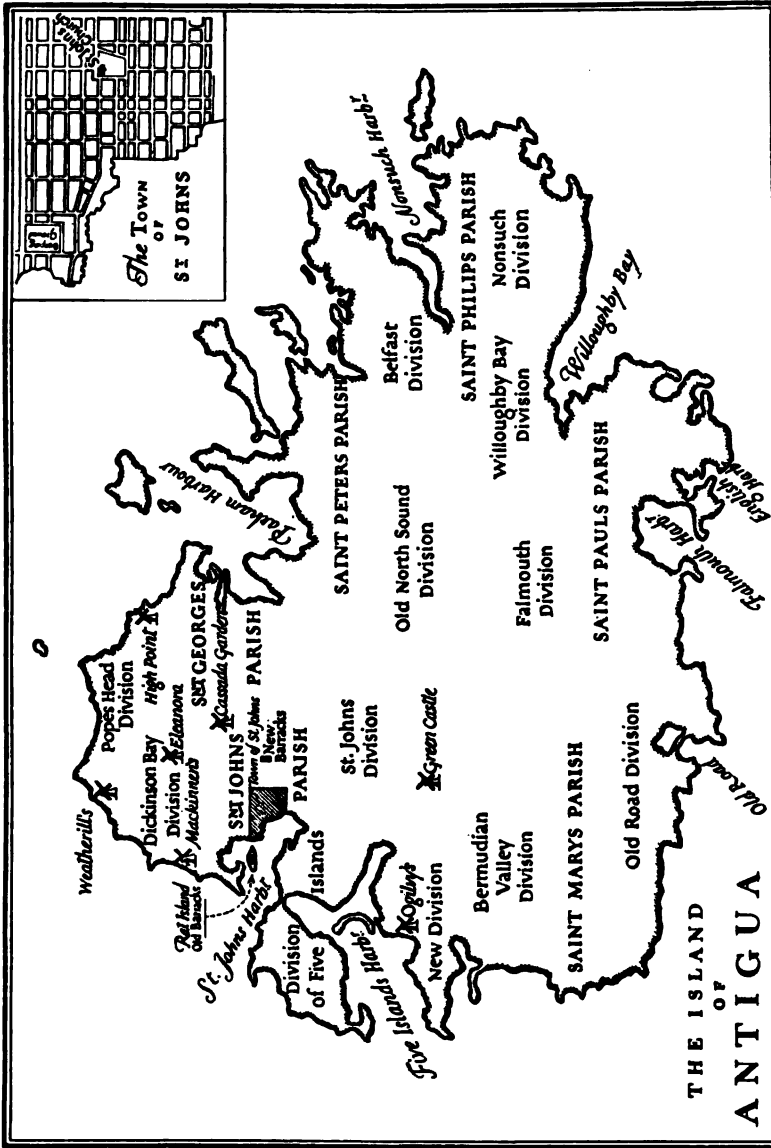 St Johns
Church
The TOWN
OF
ST JOHNS
Weatherill's
Popes Head
Division
High Point
Dickinson Bay
Division
Eleanora
Mackinnen's
ST GEORGES
PARISH
Cassada Garden
ST JOHNS
PARISH
Town of St. Johns
New
Barracks
Rat Island
Old Barracks
St. Johns Harbr.
Parham Harbour
Nonsuch Harbr.
SAINT PETERS PARISH
Belfast
Division
SAINT PHILIPS PARISH
Nonsuch
Division
Willoughby Bay
Division
Willoughby Bay
Old North Sound
Division
St. Johns
Division
Green Castle
Division
of Five
Islands
Five Islands Harbr.
Ogilvy's
New Division
Bermudian
Valley
Division
Falmouth
Division
SAINT PAULS PARISH
English
Harbr.
Falmouth Harbr.
SAINT MARYS PARISH
Old Road Division
Old Road
THE ISLAND
OF
ANTIGUA